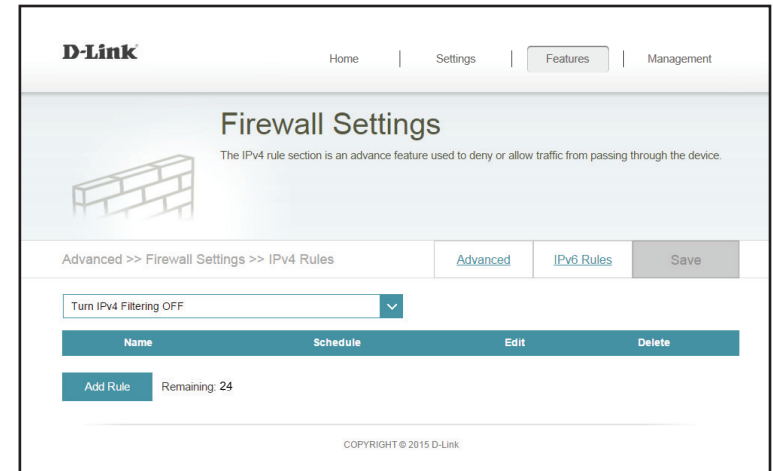 D-Link
Home | Settings | Features | Management
Firewall Settings
The IPv4 rule section is an advance feature used to deny or allow traffic from passing through the device.
Advanced >> Firewall Settings >> IPv4 Rules
Advanced
IPv6 Rules
Save
Turn IPv4 Filtering OFF
Name Schedule Edit Delete
Add Rule Remaining: 24
COPYRIGHT © 2015 D-Link